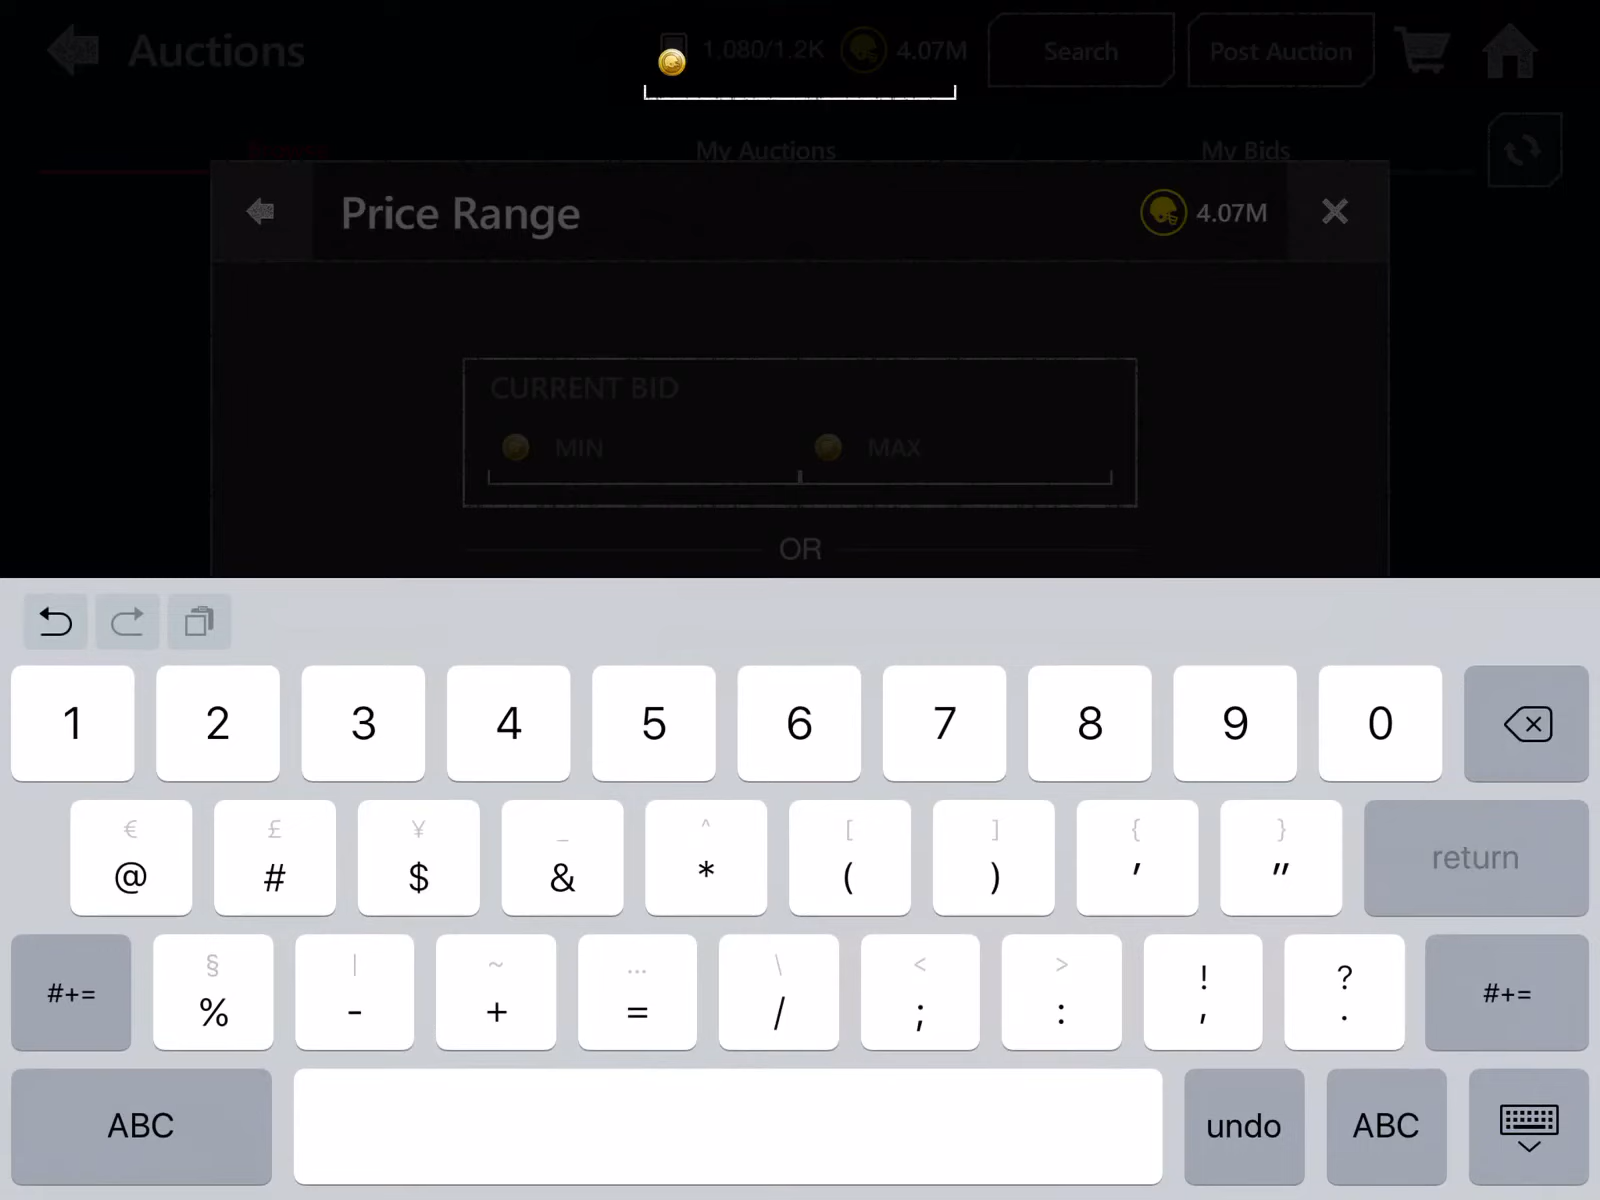 Auctions
1,080/1.2K
4.07M
Search
Post Auction
My Auctions
My Bids
Price Range
4.07M
CURRENT BID
MIN
MAX
OR
1 2 3 4 5 6 7 8 9 0
€ £ ¥ _ ^ [ ] { }
@ # $ & * ( ) ' " return
§ | ~ ... \ < > ! ?
#+= % - + = / ; : , . #+=
ABC undo ABC